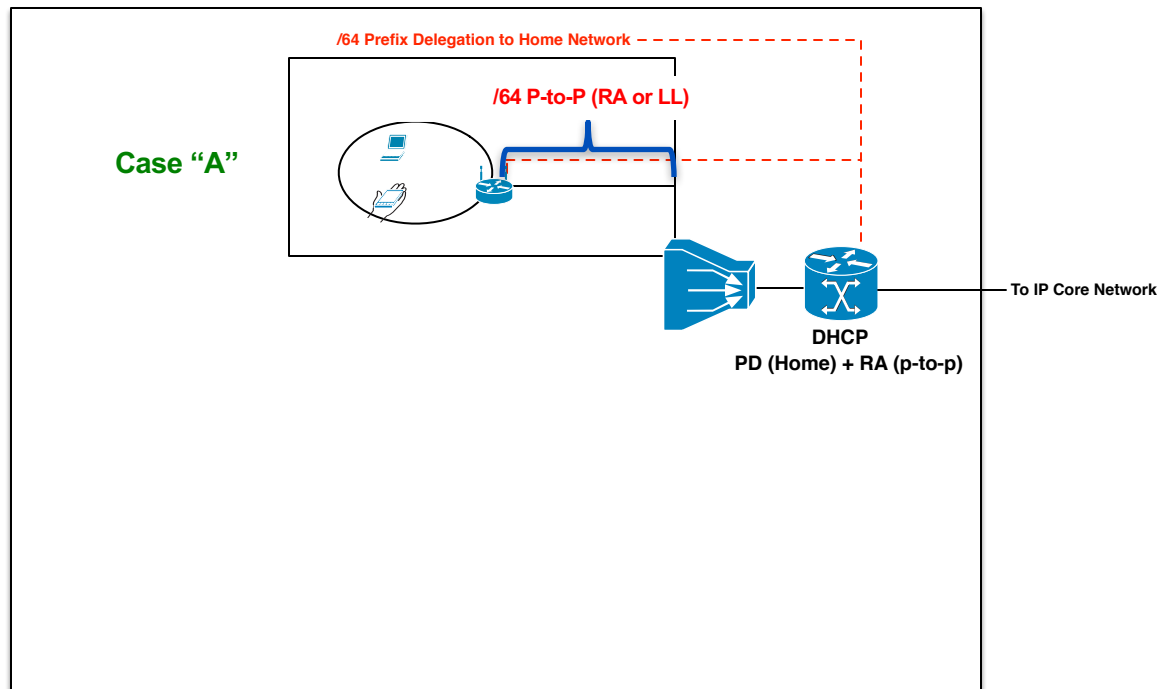 /64 Prefix Delegation to Home Network
/64 P-to-P (RA or LL)
Case “A”
To IP Core Network
DHCP
PD (Home) + RA (p-to-p)